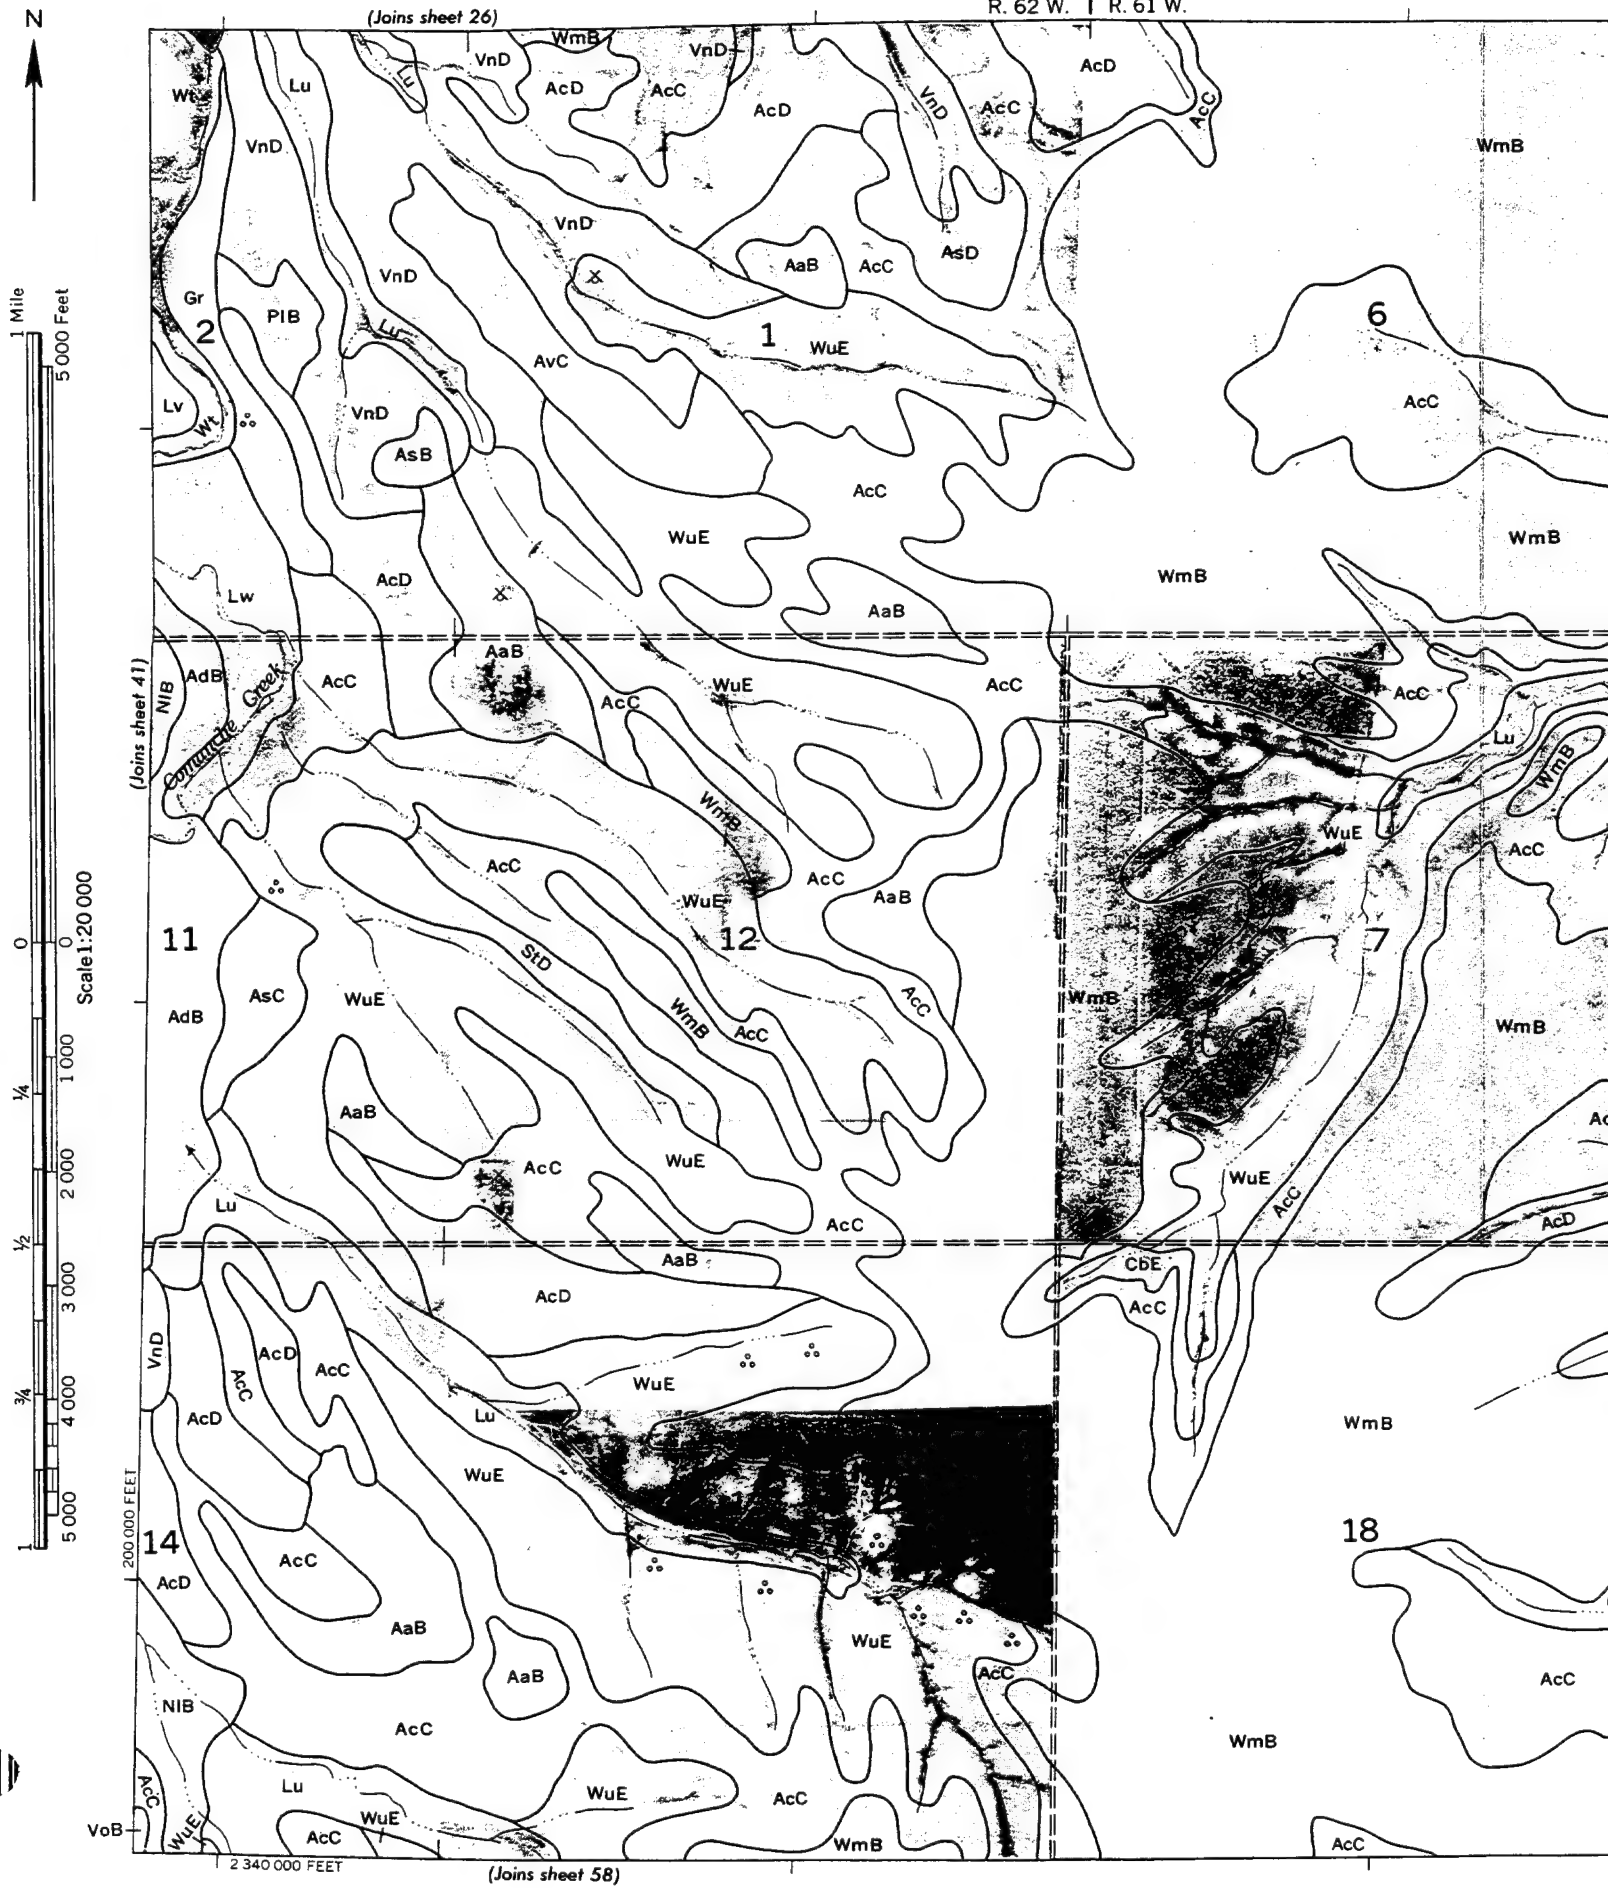 N
(Joins sheet 26)
R. 62 W. | R. 61 W.
WmB
VnD
VnD
Lu
Lu
Wt
AcD
AcC
AcD
VnD
AcC
AcD
AcC
VnD
WmB
VnD
VnD
AaB
AcC
AsD
Gr
2
PlB
Lu
1
WuE
6
AvC
AcC
Lv
Wt
VnD
AsB
AcC
WuE
WmB
WmB
AcD
Lw
AaB
AaB
AdB
NlB
Comanche Creek
AcC
AcC
WuE
AcC
AcC
Lu
WmB
WmB
WuE
AcC
AcC
AcC
AaB
WuE
11
12
7
StD
AsC
WuE
AdB
WmB
AcC
AcC
WmB
WmB
AaB
Ac
AcC
WuE
WuE
AcC
Lu
AcC
AcD
AaB
CbE
AcD
AcC
VnD
AcD
AcC
AcC
WuE
AcD
Lu
WmB
WuE
14
18
AcC
AcD
AaB
WuE
AaB
AcC
AcC
NlB
AcC
WmB
AcC
Lu
WuE
AcC
WuE
AcC
VoB
WuE
WmB
AcC
(Joins sheet 41)
1 Mile
5 000 Feet
0
0
Scale 1:20 000
1/4
1 000
2 000
1/2
3 000
3/4
4 000
1
5 000
200 000 FEET
2 340 000 FEET
(Joins sheet 58)